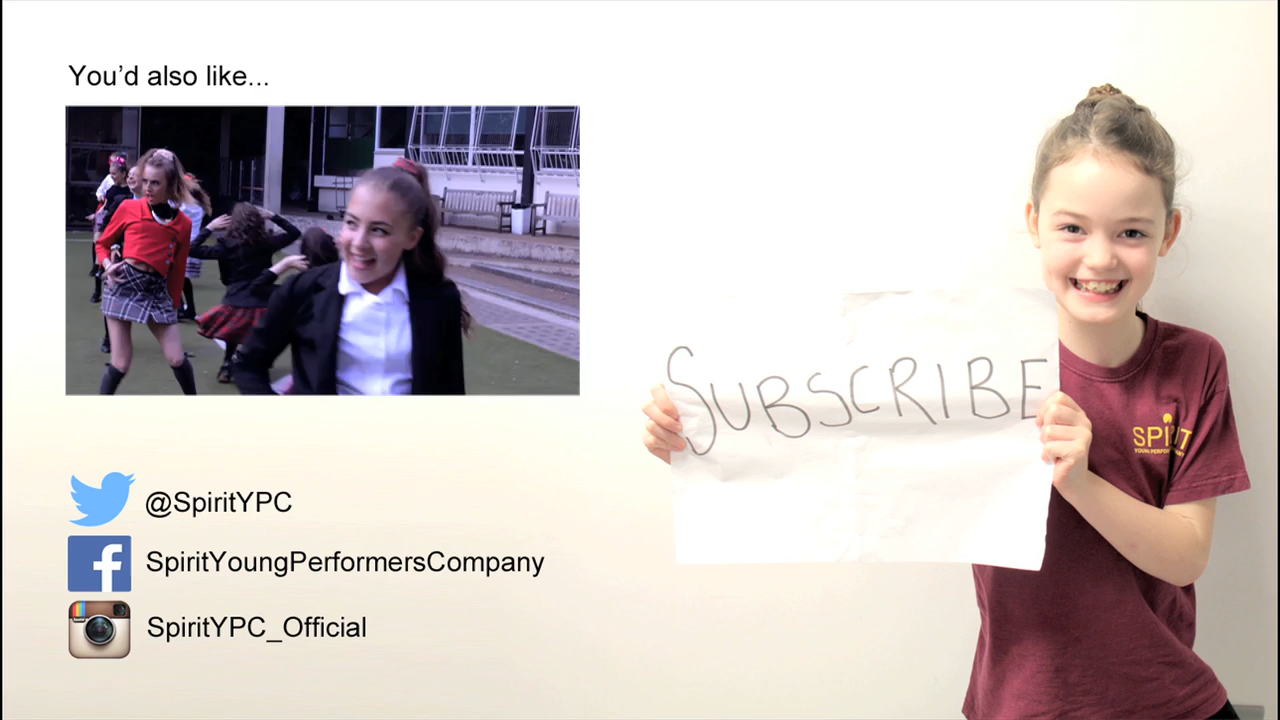 You'd also like...
SUBSCRIBE
SPIRIT
@SpiritYPC
SpiritYoungPerformersCompany
SpiritYPC_Official